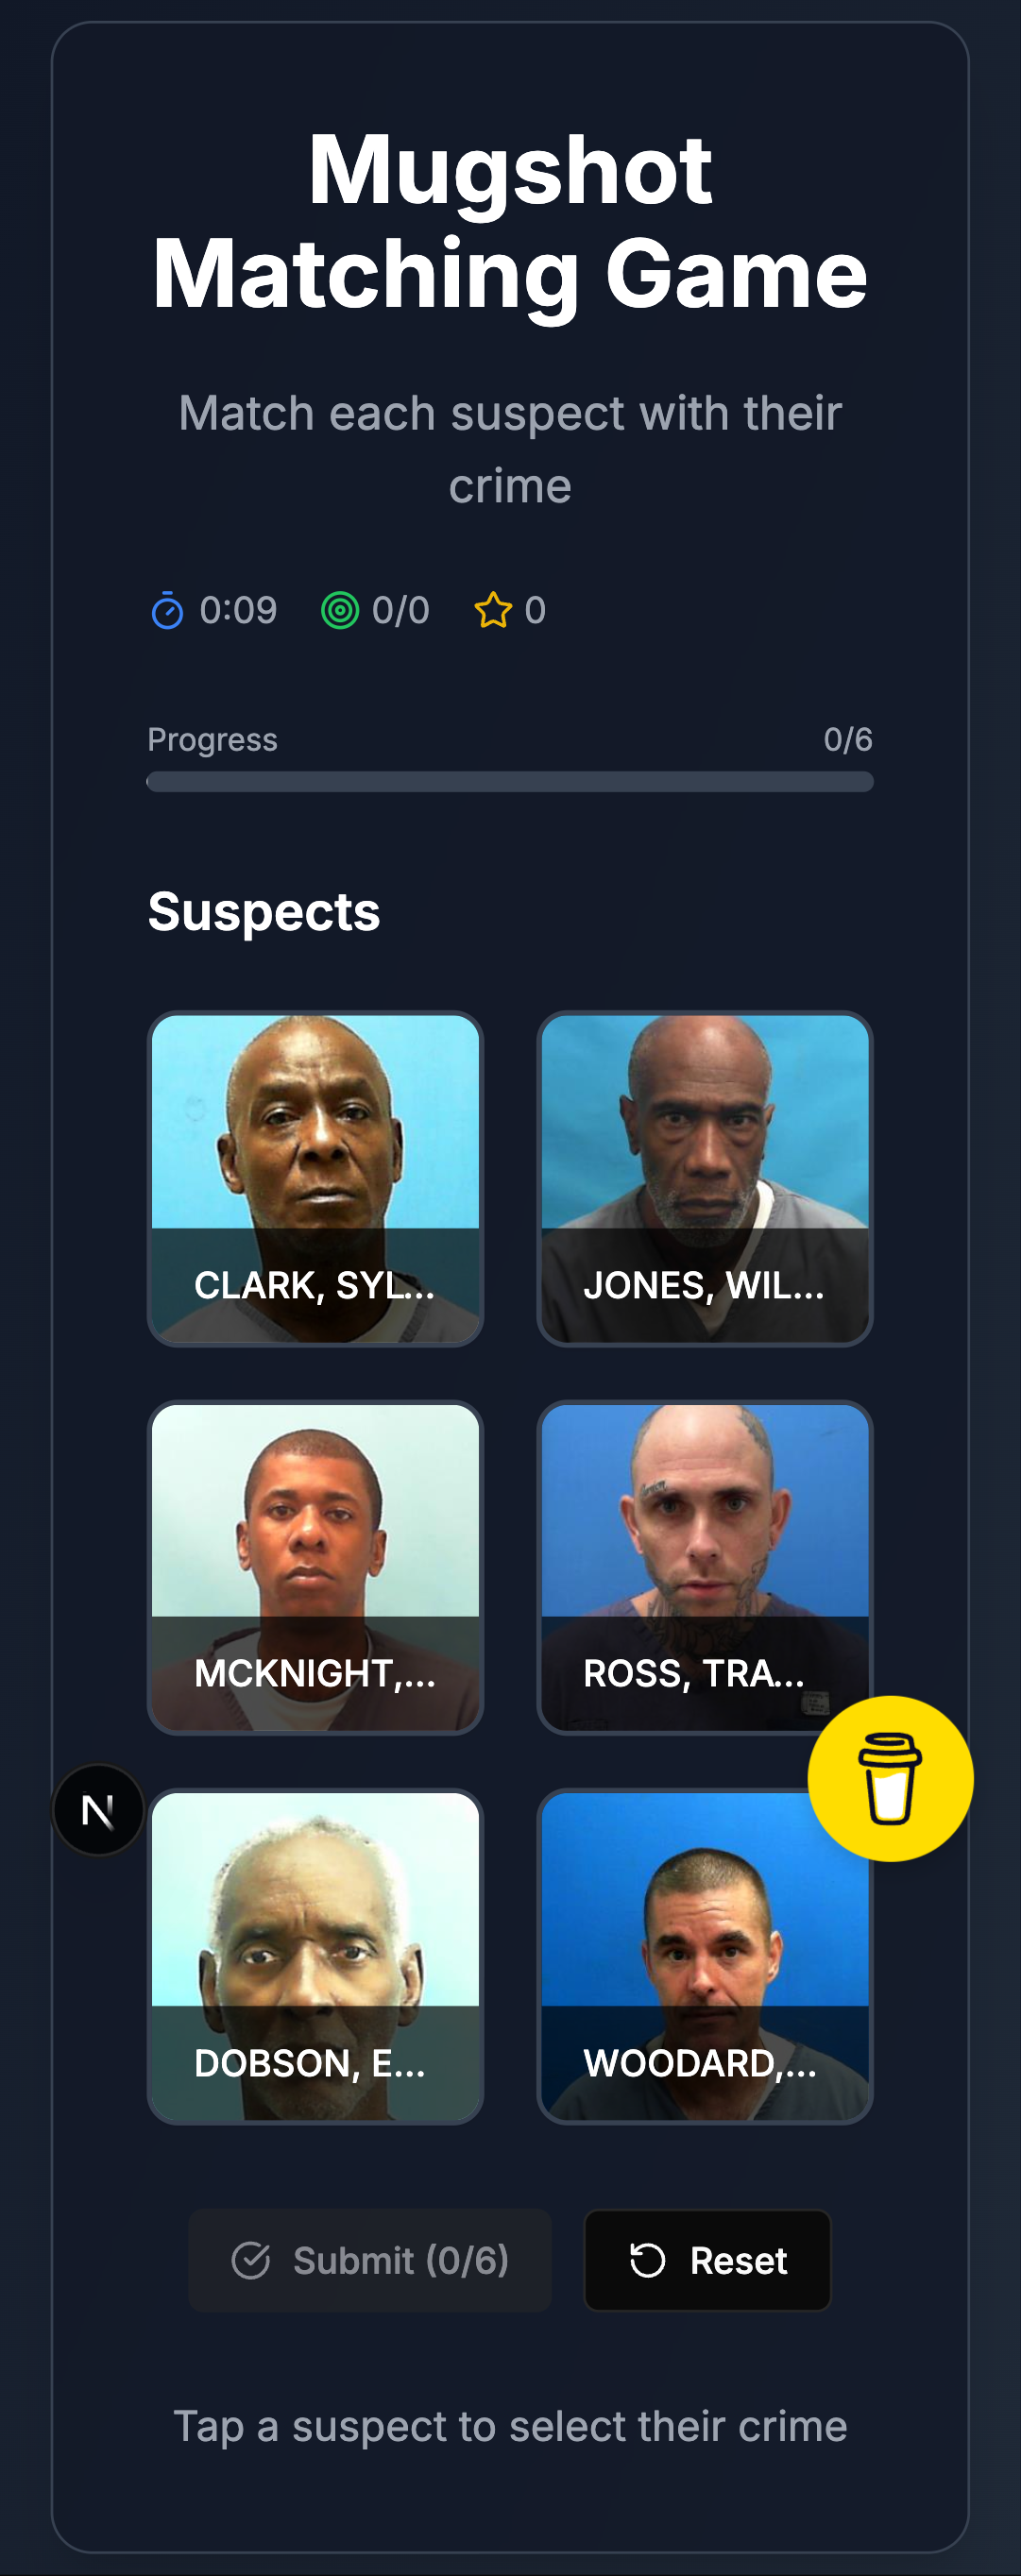 Mugshot
Matching Game
Match each suspect with their
crime
0:09 0/0 0
Progress 0/6
Suspects
CLARK, SYL... JONES, WIL...
MCKNIGHT,... ROSS, TRA...
N
DOBSON, E... WOODARD,...
Submit (0/6) Reset
Tap a suspect to select their crime